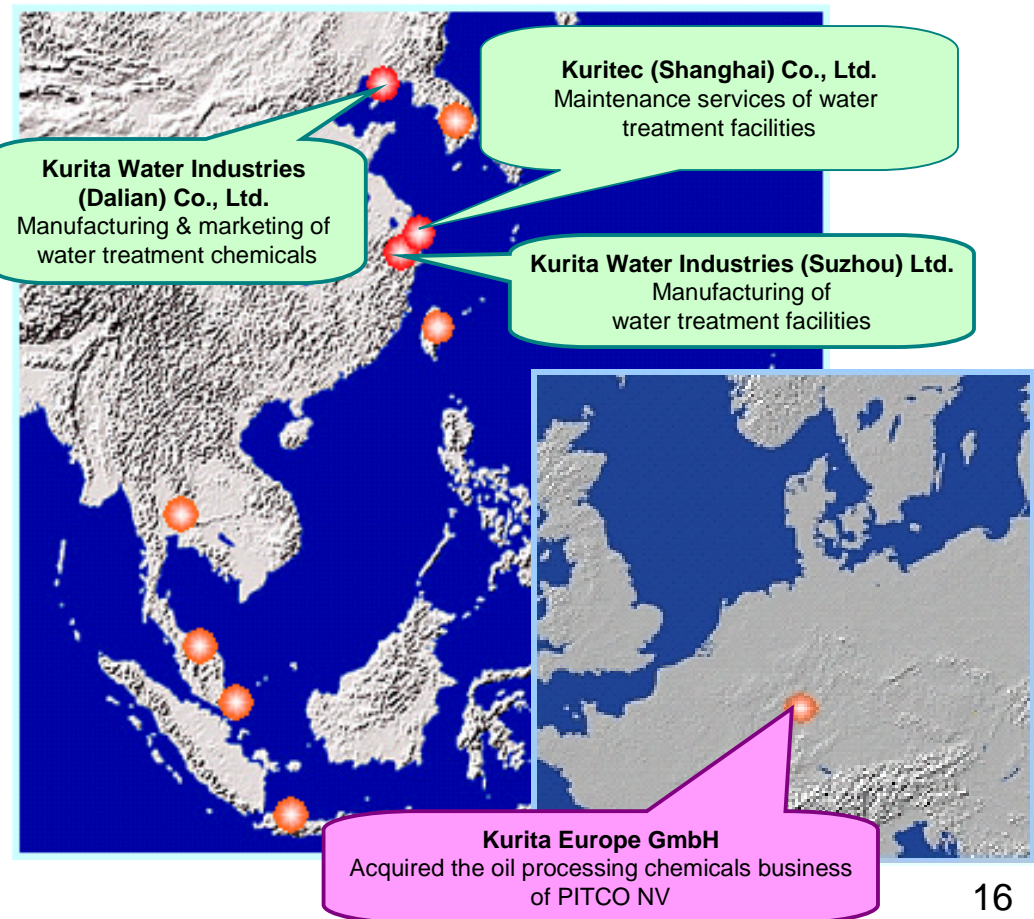 Kuritec (Shanghai) Co., Ltd.
Maintenance services of water
treatment facilities
Kurita Water Industries
(Dalian) Co., Ltd.
Manufacturing & marketing of
water treatment chemicals
Kurita Water Industries (Suzhou) Ltd.
Manufacturing of
water treatment facilities
Kurita Europe GmbH
Acquired the oil processing chemicals business
of PITCO NV
16